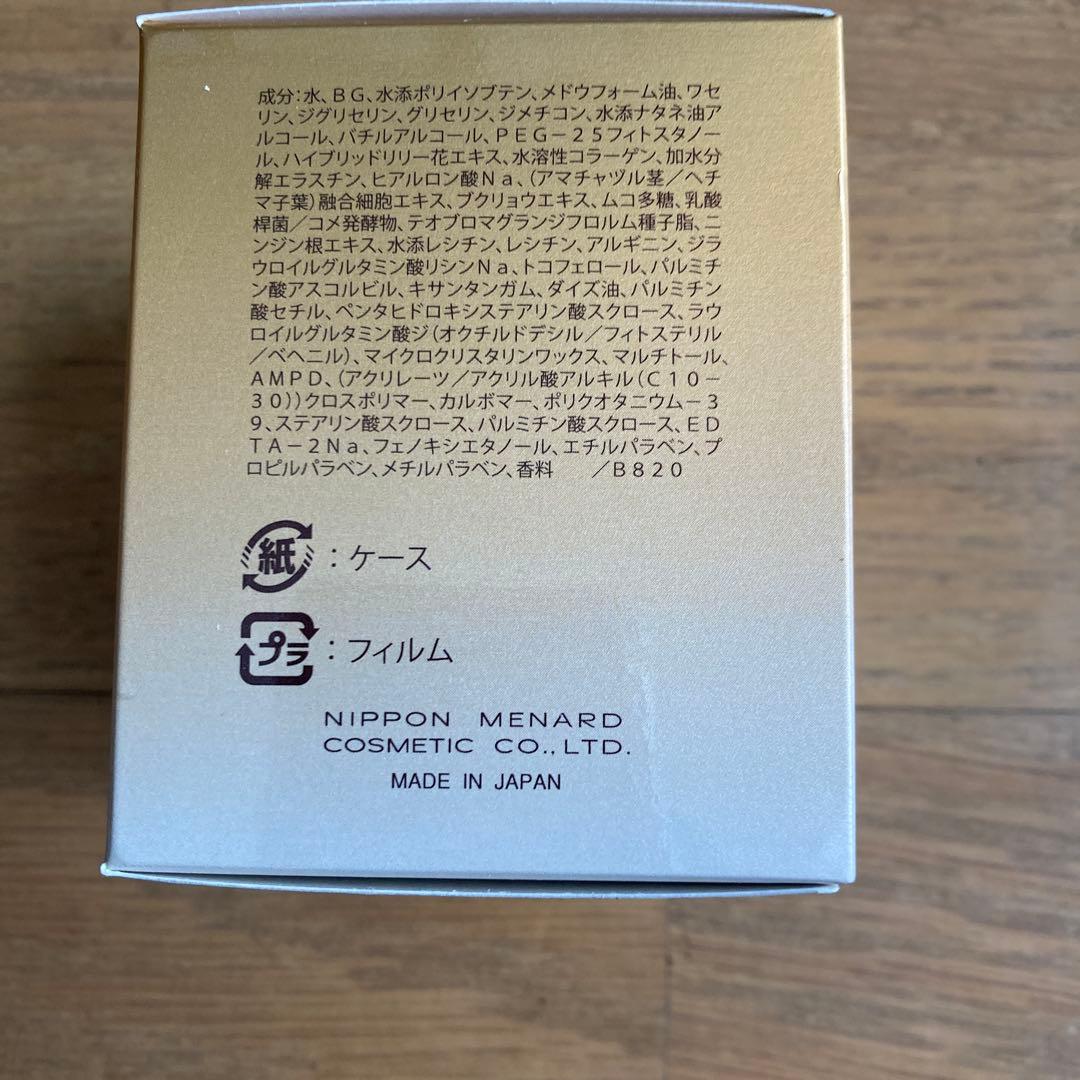 成分：水、ＢＧ、水添ポリイソブテン、メドウフォーム油、ワセ
リン、ジグリセリン、グリセリン、ジメチコン、水添ナタネ油ア
ルコール、バチルアルコール、ＰＥＧ－２５フィトスタノー
ル、ハイブリッドリリー花エキス、水溶性コラーゲン、加水分
解エラスチン、ヒアルロン酸Ｎａ、（アマチャヅル茎／ヘチ
マ子葉）融合細胞エキス、ブクリョウエキス、ムコ多糖、乳酸
桿菌／コメ発酵物、テオブロマグランジフロルム種子脂、ニ
ンジン根エキス、水添レシチン、レシチン、アルギニン、ジラ
ウロイルグルタミン酸リシンＮａ、トコフェロール、パルミチ
ン酸アスコルビル、キサンタンガム、ダイズ油、パルミチン
酸セチル、ペンタヒドロキシステアリン酸スクロース、ラウ
ロイルグルタミン酸ジ（オクチルドデシル／フィトステリル
／ベヘニル）、マイクロクリスタリンワックス、マルチトール、
ＡＭＰＤ、（アクリレーツ／アクリル酸アルキル（Ｃ１０－
３０））クロスポリマー、カルボマー、ポリクオタニウム－３
９、ステアリン酸スクロース、パルミチン酸スクロース、ＥＤ
ＴＡ－２Ｎａ、フェノキシエタノール、エチルパラベン、プ
ロピルパラベン、メチルパラベン、香料　／Ｂ８２０
紙：ケース
プラ：フィルム
NIPPON MENARD
COSMETIC CO., LTD.
MADE IN JAPAN